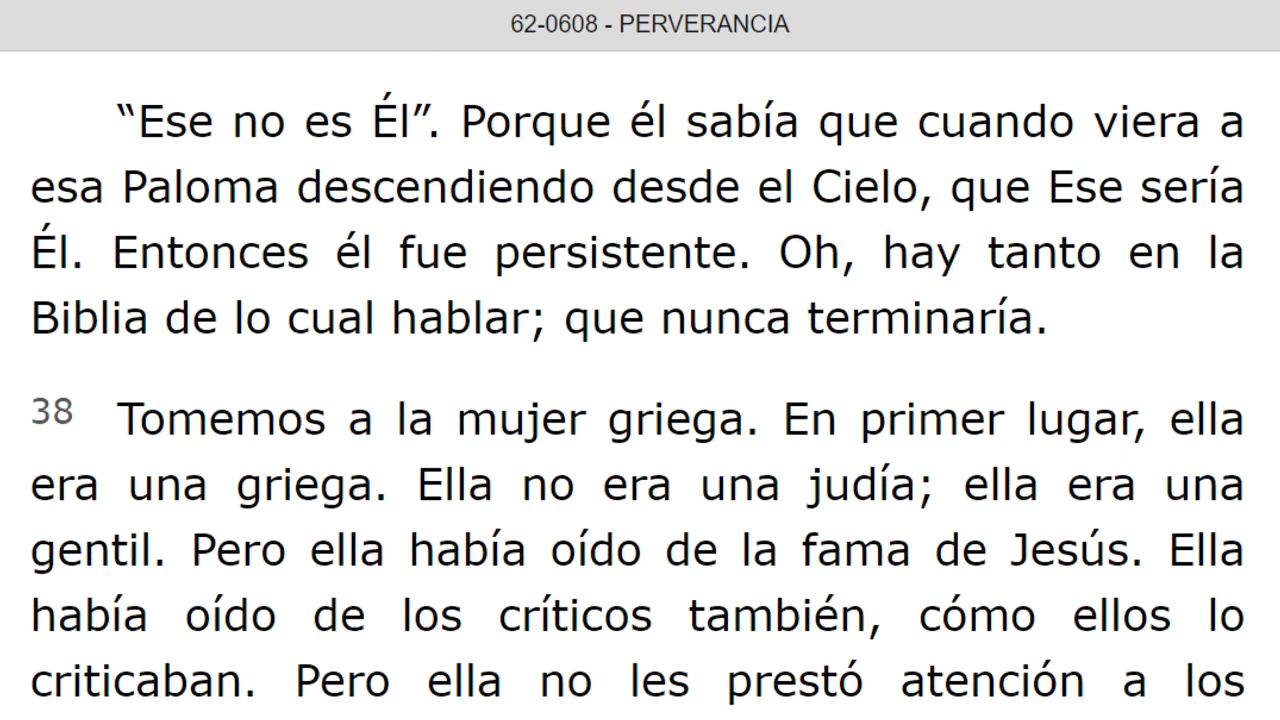 62-0608 - PERVERANCIA
“Ese no es Él”. Porque él sabía que cuando viera a
esa Paloma descendiendo desde el Cielo, que Ese sería
Él. Entonces él fue persistente. Oh, hay tanto en la
Biblia de lo cual hablar; que nunca terminaría.
38 Tomemos a la mujer griega. En primer lugar, ella
era una griega. Ella no era una judía; ella era una
gentil. Pero ella había oído de la fama de Jesús. Ella
había oído de los críticos también, cómo ellos lo
criticaban. Pero ella no les prestó atención a los